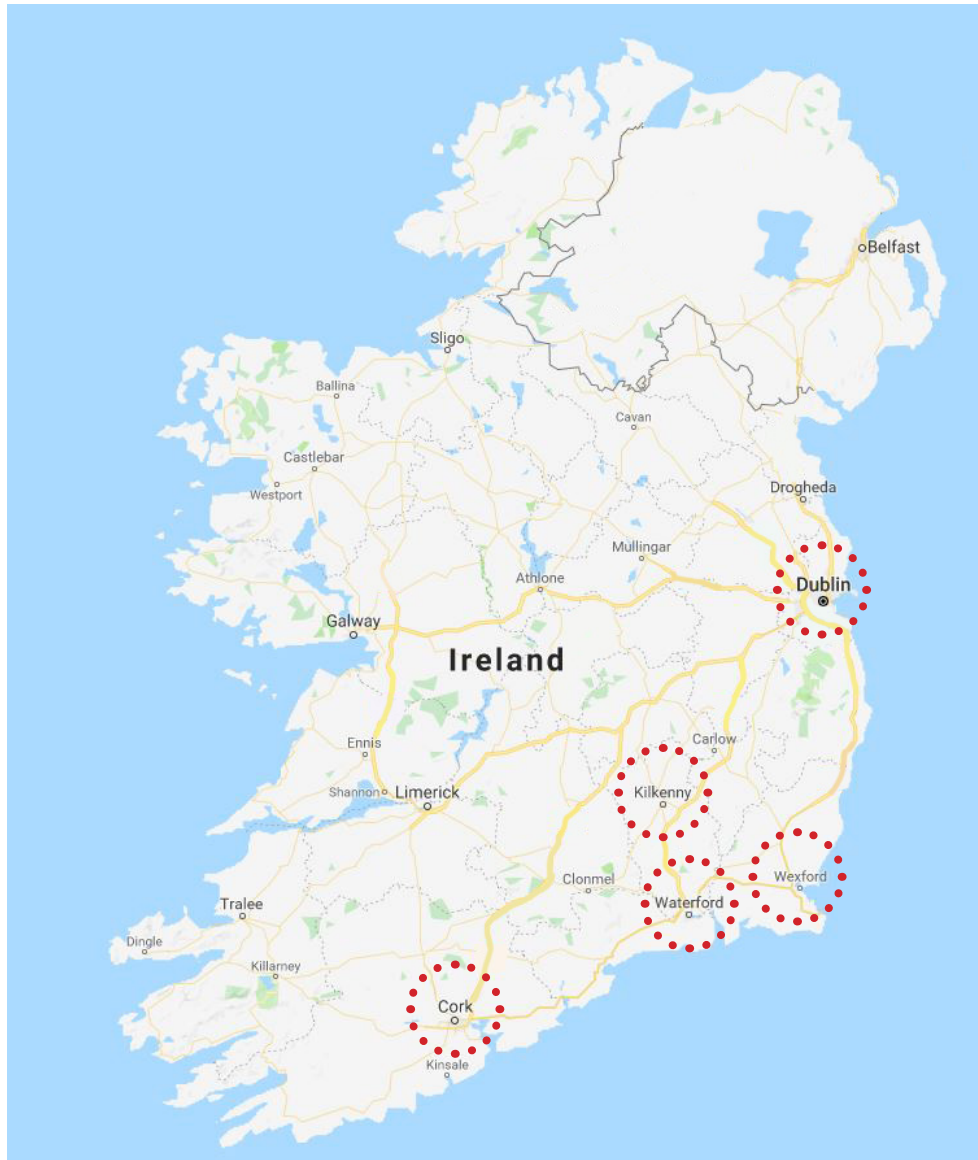 Belfast
Sligo
Ballina
Cavan
Castlebar
Westport
Drogheda
Mullingar
Athlone
Dublin
Galway
Ireland
Ennis
Carlow
Shannon
Limerick
Kilkenny
Clonmel
Wexford
Tralee
Waterford
Dingle
Killarney
Cork
Kinsale